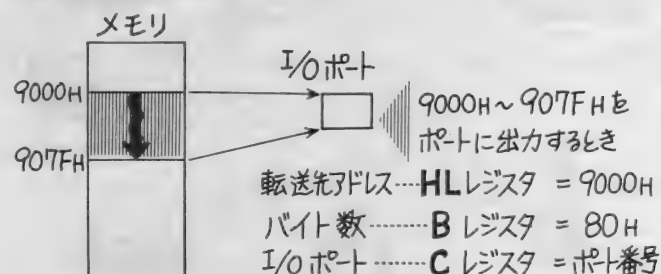 メモリ
I/Oポート
9000H
907FH
9000H~907FHを
ポートに出力するとき
転送先アドレス……HLレジスタ = 9000H
バイト数………Bレジスタ = 80H
I/Oポート………Cレジスタ = ポート番号